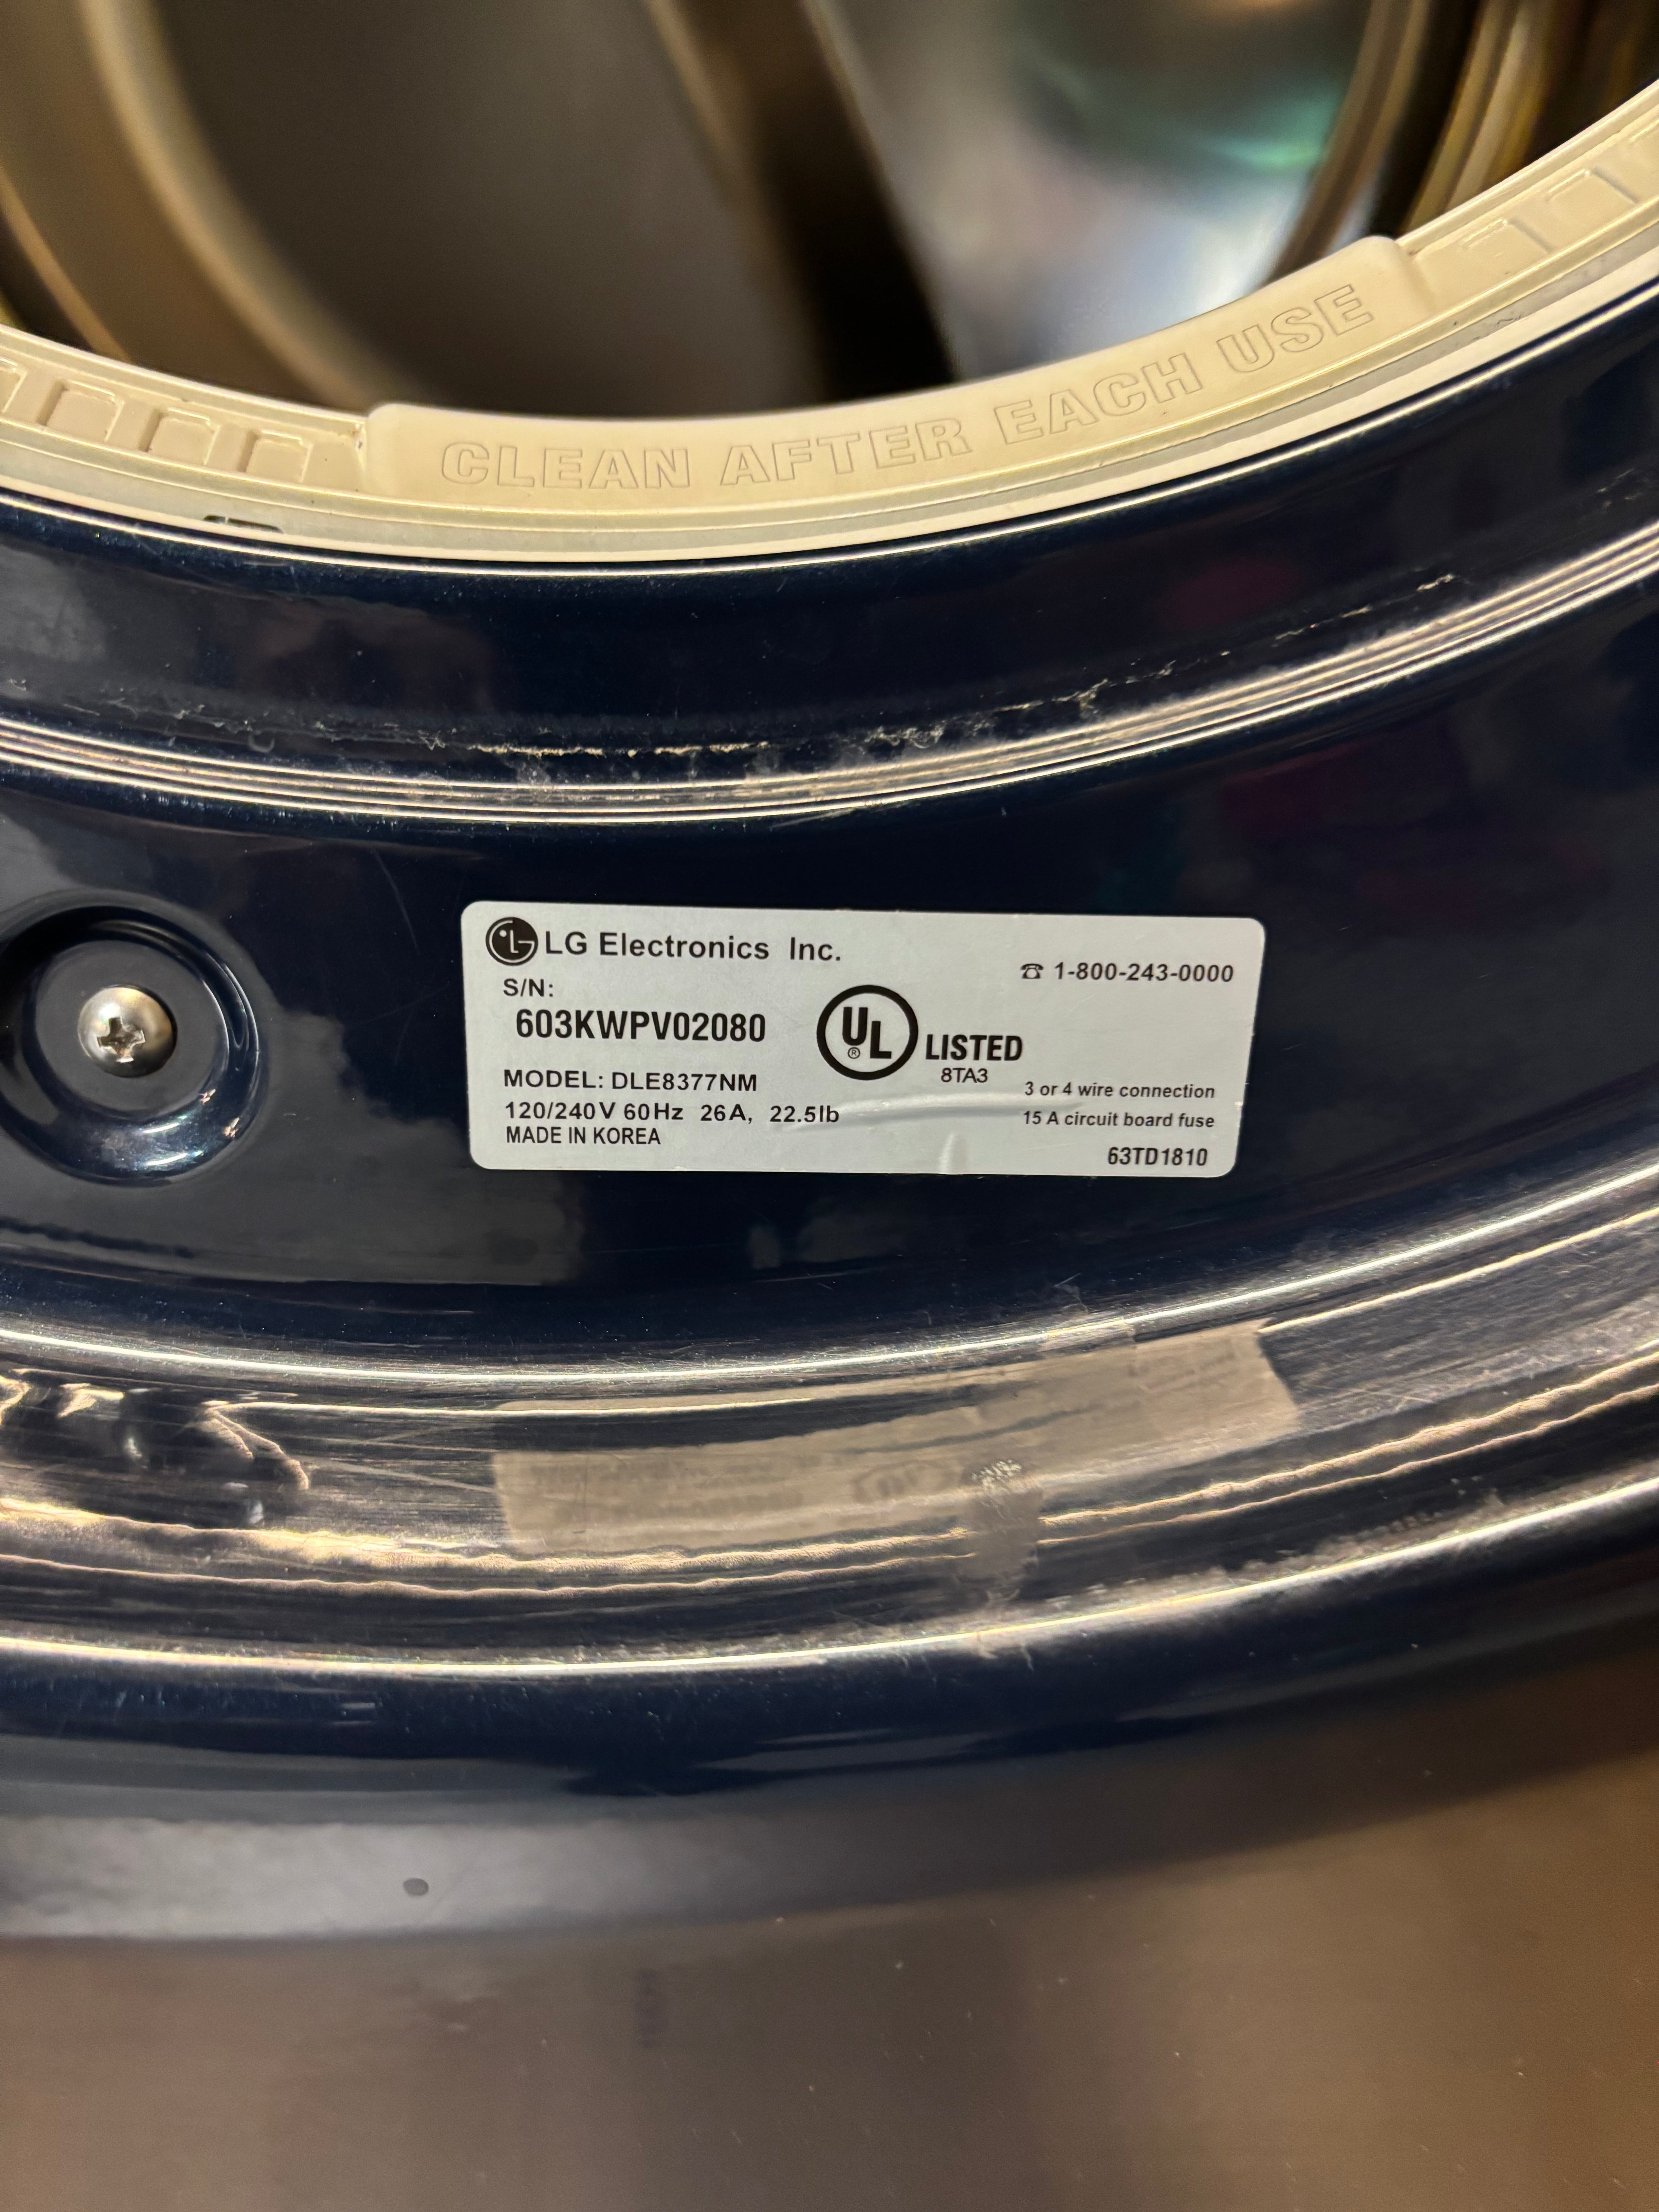 CLEAN AFTER EACH USE
LG LG Electronics Inc.
☎ 1-800-243-0000
S/N:
603KWPV02080
UL® LISTED
8TA3
MODEL: DLE8377NM
3 or 4 wire connection
120/240V 60Hz 26A, 22.5lb
15 A circuit board fuse
MADE IN KOREA
63TD1810